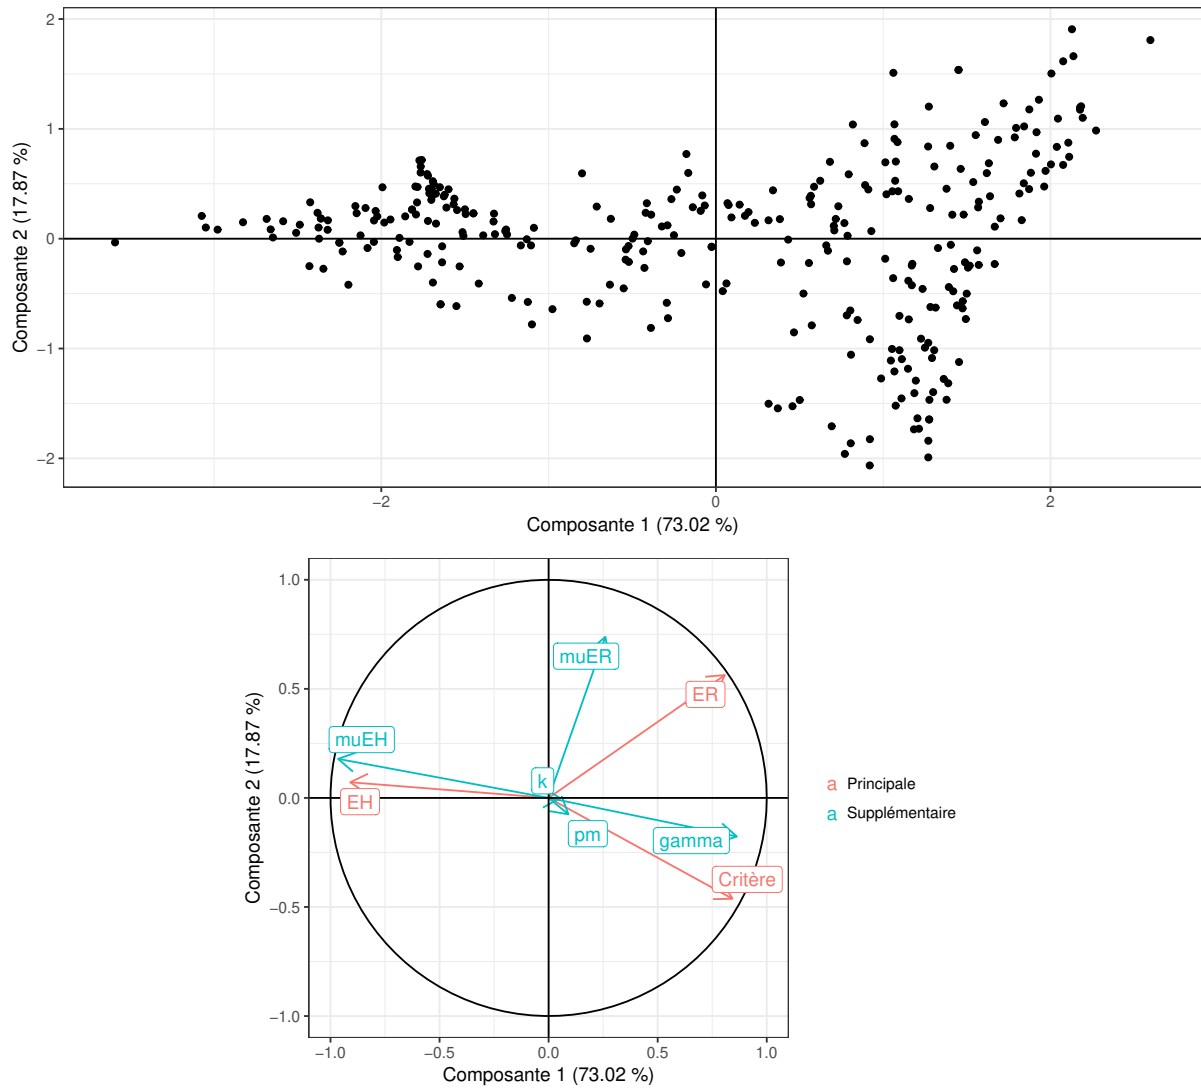 2
1
0
−1
−2
Composante 2 (17.87 %)
−2
0
2
Composante 1 (73.02 %)
1.0
0.5
0.0
−0.5
−1.0
Composante 2 (17.87 %)
muER
ER
muEH
k
EH
pm
gamma
Critère
−1.0
−0.5
0.0
0.5
1.0
Composante 1 (73.02 %)
a Principale
a Supplémentaire